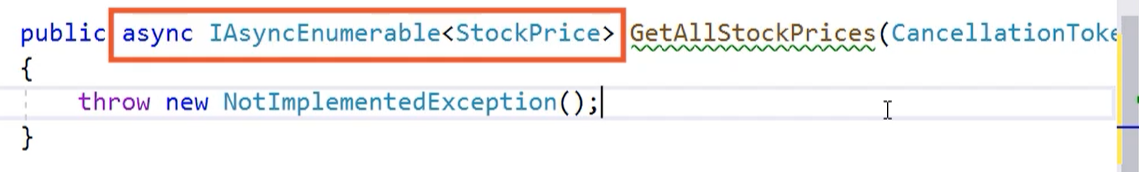 public async IAsyncEnumerable<StockPrice> GetAllStockPrices(CancellationToke
{
throw new NotImplementedException();
}